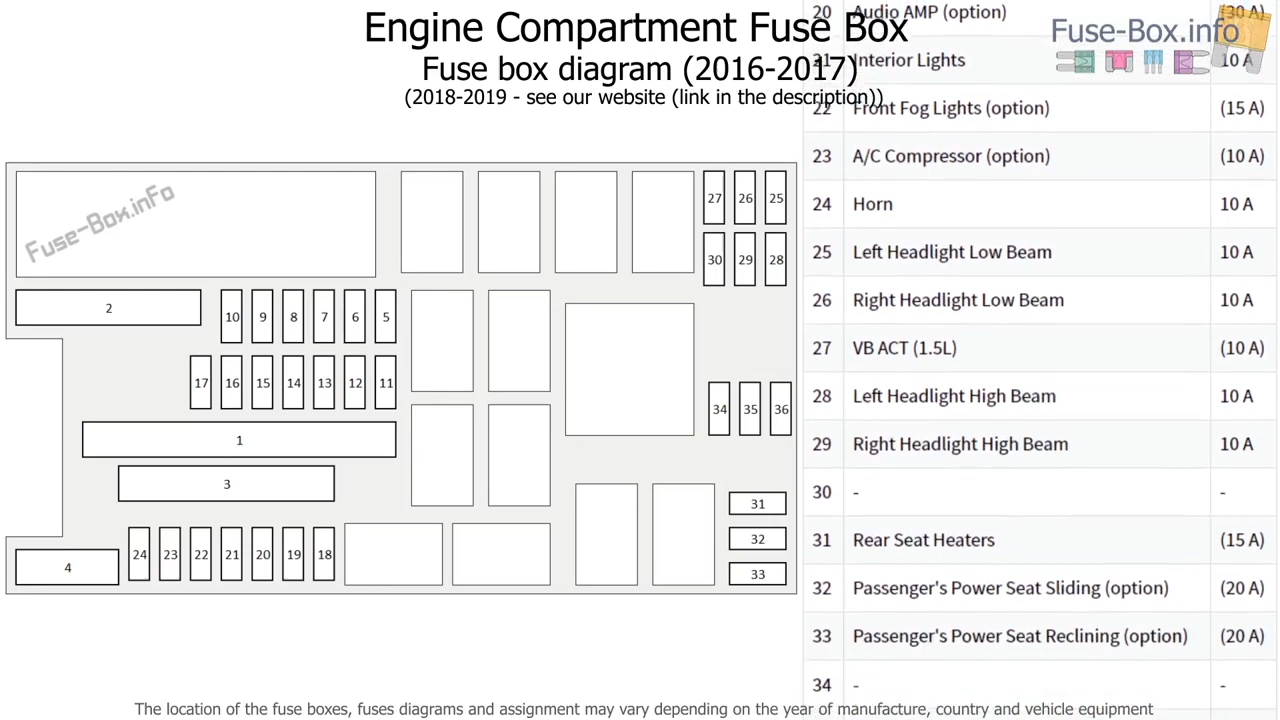 Engine Compartment Fuse Box
Fuse box diagram (2016-2017)
(2018-2019 - see our website (link in the description))
Fuse-Box.info
Fuse-Box.inFo
27 26 25
30 29 28
2
10 9 8 7 6 5
17 16 15 14 13 12 11
34 35 36
1
3
31
32
33
24 23 22 21 20 19 18
4
20 Audio AMP (option) (30 A)
21 Interior Lights 10 A
22 Front Fog Lights (option) (15 A)
23 A/C Compressor (option) (10 A)
24 Horn 10 A
25 Left Headlight Low Beam 10 A
26 Right Headlight Low Beam 10 A
27 VB ACT (1.5L) (10 A)
28 Left Headlight High Beam 10 A
29 Right Headlight High Beam 10 A
30 - -
31 Rear Seat Heaters (15 A)
32 Passenger's Power Seat Sliding (option) (20 A)
33 Passenger's Power Seat Reclining (option) (20 A)
34 - -
The location of the fuse boxes, fuses diagrams and assignment may vary depending on the year of manufacture, country and vehicle equipment